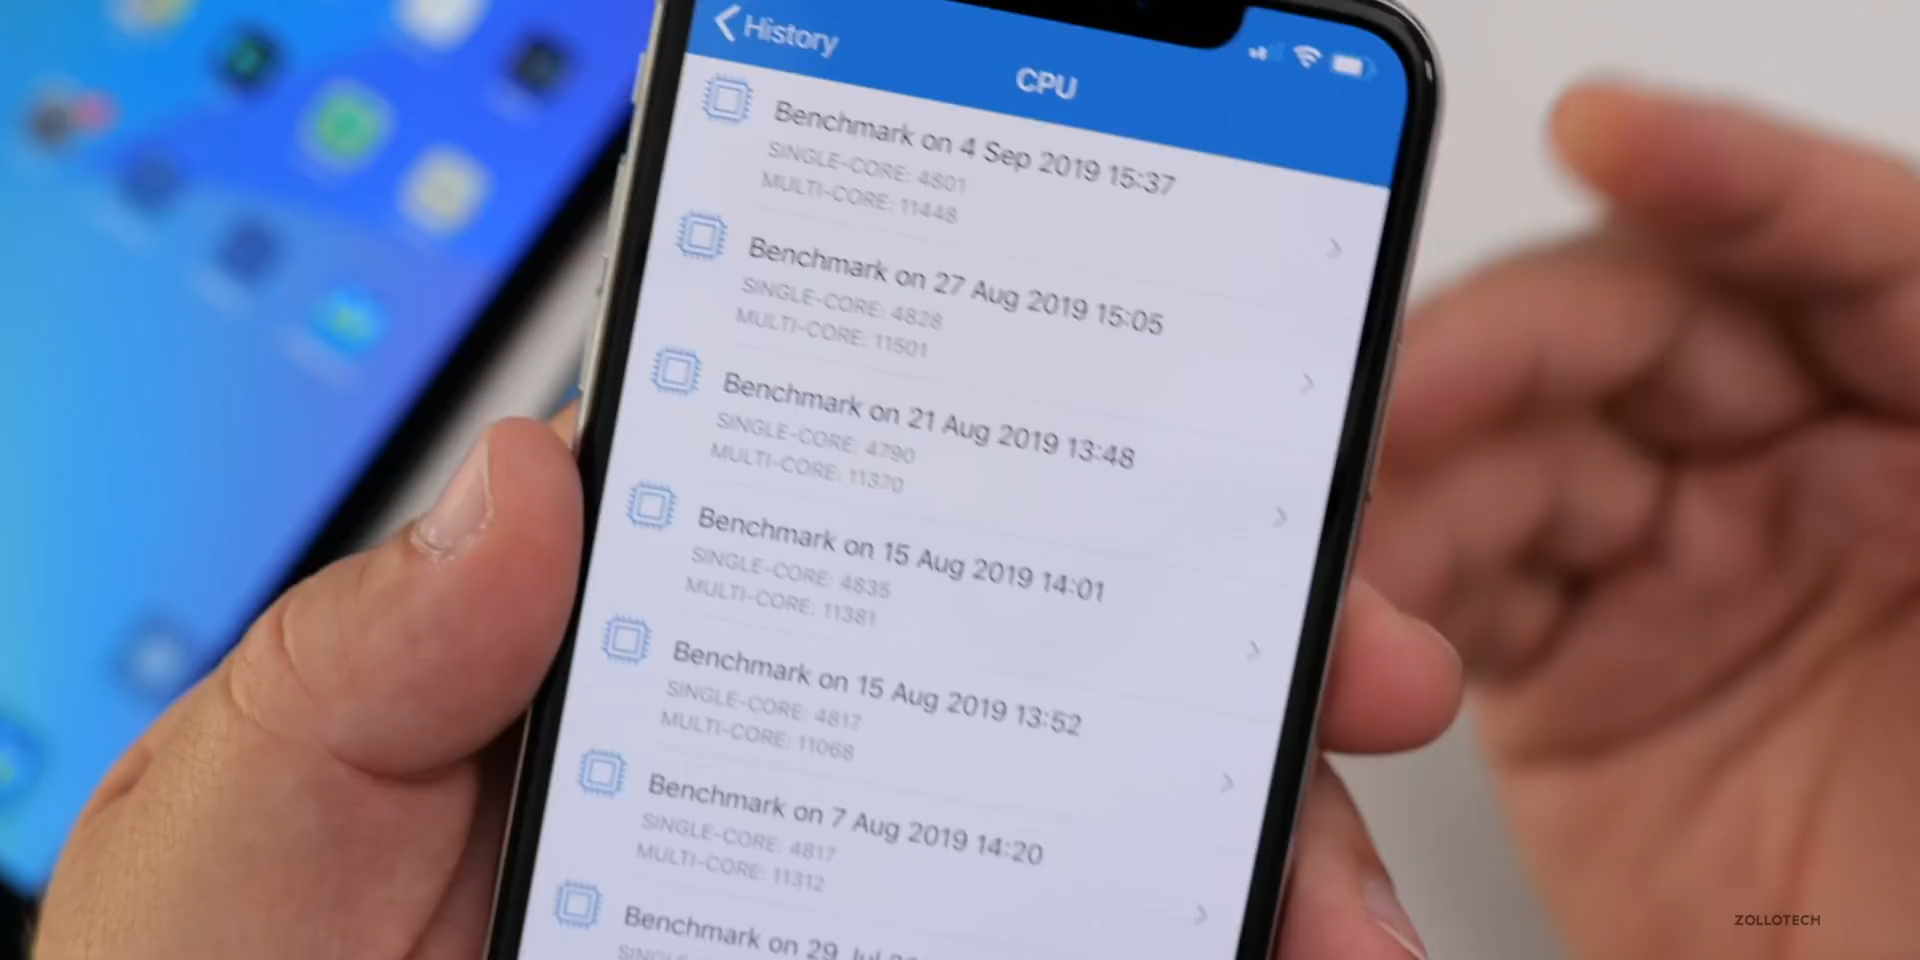 History
CPU
Benchmark on 4 Sep 2019 15:37
SINGLE-CORE: 4801
MULTI-CORE: 11448
Benchmark on 27 Aug 2019 15:05
SINGLE-CORE: 4828
MULTI-CORE: 11501
Benchmark on 21 Aug 2019 13:48
SINGLE-CORE: 4790
MULTI-CORE: 11370
Benchmark on 15 Aug 2019 14:01
SINGLE-CORE: 4835
MULTI-CORE: 11381
Benchmark on 15 Aug 2019 13:52
SINGLE-CORE: 4817
MULTI-CORE: 11068
Benchmark on 7 Aug 2019 14:20
SINGLE-CORE: 4817
MULTI-CORE: 11312
Benchmark on 29 Jul
ZOLLOTECH